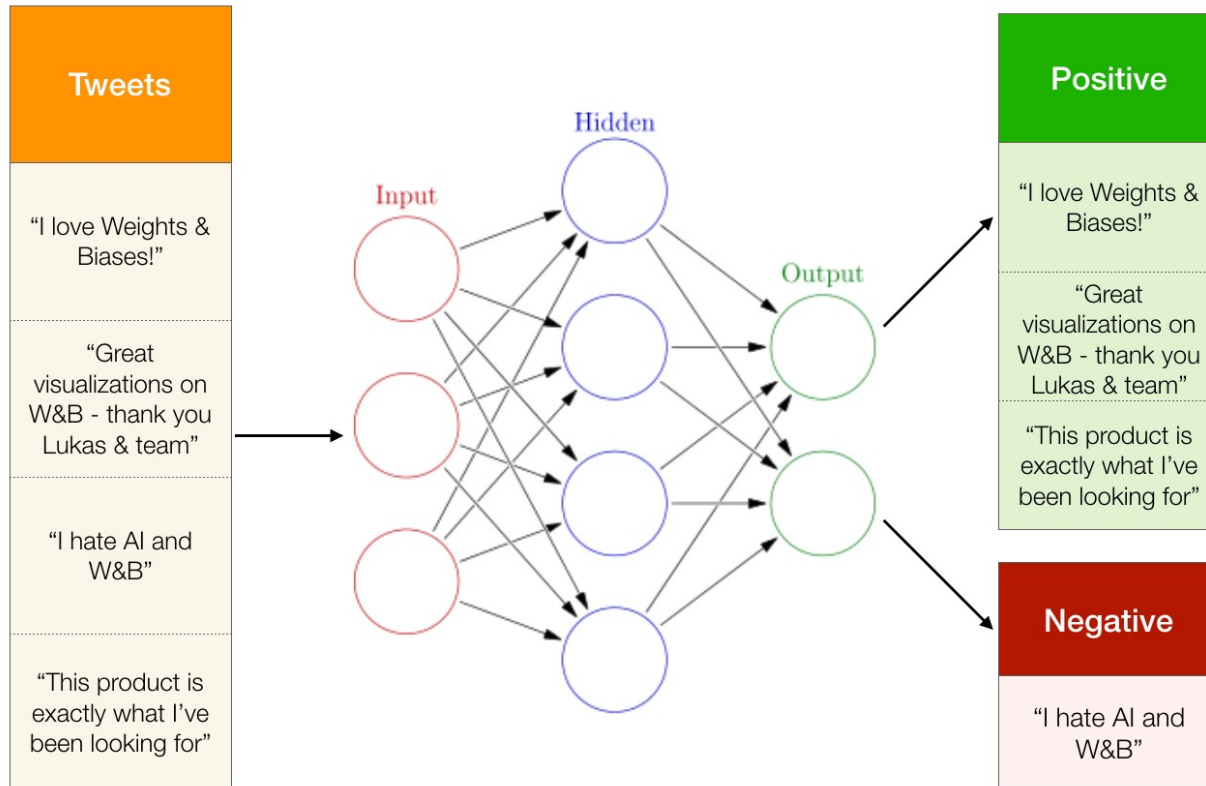 Tweets
“I love Weights &
Biases!”
“Great
visualizations on
W&B - thank you
Lukas & team”
“I hate AI and
W&B”
“This product is
exactly what I’ve
been looking for”
Input
Hidden
Output
Positive
“I love Weights &
Biases!”
“Great
visualizations on
W&B - thank you
Lukas & team”
“This product is
exactly what I’ve
been looking for”
Negative
“I hate AI and
W&B”